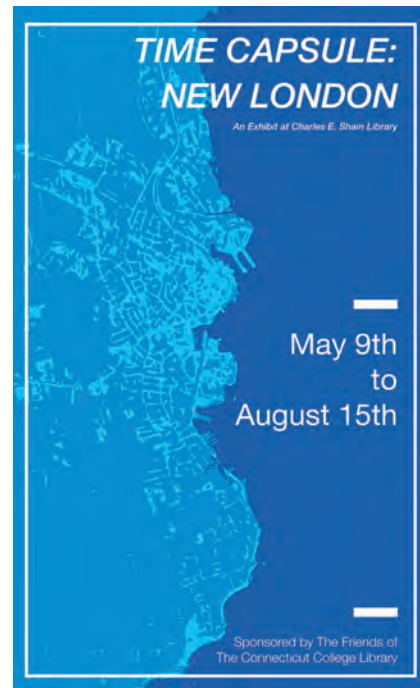 TIME CAPSULE:
NEW LONDON
An Exhibit at Charles E. Shain Library
May 9th
to
August 15th
Sponsored by The Friends of
The Connecticut College Library